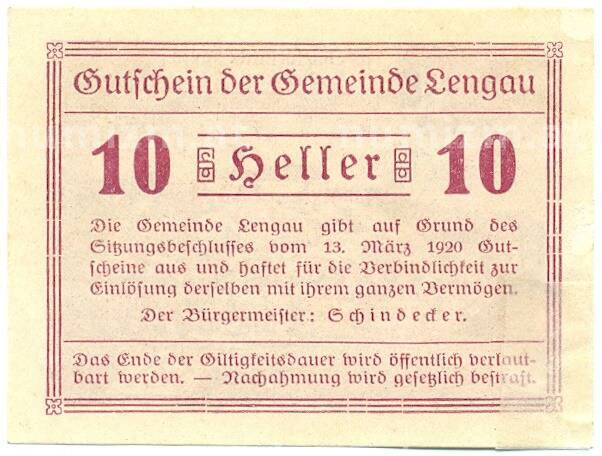 Gutschein der Gemeinde Lengau
10 Heller 10
Die Gemeinde Lengau gibt auf Grund des
Sitzungsbeschlusses vom 13. März 1920 Gut-
scheine aus und haftet für die Verbindlichkeit zur
Einlösung derselben mit ihrem ganzen Vermögen.
Der Bürgermeister: Schindecker.
Das Ende der Giltigkeitsdauer wird öffentlich verlaut-
bart werden. — Nachahmung wird gesetzlich bestraft.